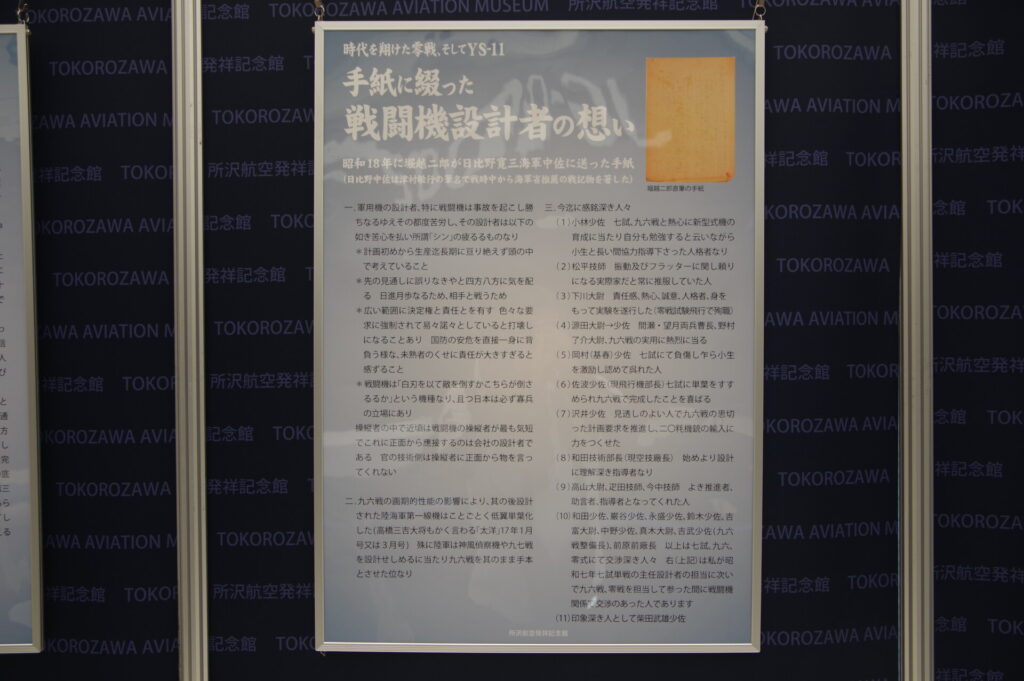 TOKOROZAWA AVIATION MUSEUM 所沢航空発祥記念館
時代を翔けた零戦、そしてYS-11
手紙に綴った
戦闘機設計者の想い
昭和18年に堀越二郎が日比野寛三海軍中佐に送った手紙
(日比野中佐は津村敏行の筆名で戦時中から海軍省推薦の戦記物を著した)
堀越二郎直筆の手紙
一、軍用機の設計者、特に戦闘機は事故を起こし勝
ちなるゆえその都度苦労し、その設計者は以下の
如き苦心を払い所謂「シン」の疲るるものなり
＊計画初めから生産迄長期に亘り絶えず頭の中
で考えていること
＊先の見通しに誤りなきやと四方八方に気を配
る　日進月歩なるため、相手と戦うため
＊広い範囲に決定権と責任とを有す　色々な要
求に強制されて易々諾々としていると打壊し
になることあり　国防の安危を直接一身に背
負う様な、未熟者のくせに責任が大きすぎると
感ずること
＊戦闘機は「白刃を以て敵を倒すかこちらが倒さ
るるか」という機種なり、且つ日本は必ず寡兵
の立場にあり
操縦者の中で近頃は戦闘機の操縦者が最も気短
でこれに正面から應接するのは会社の設計者で
ある　官の技術側は操縦者に正面から物を言っ
てくれない
二、九六戦の画期的性能の影響により、其の後設計
された陸海軍第一線機はことごとく低翼単葉化
した(高橋三吉大将もかく言わる「太洋」17年1月
号又は３月号)　殊に陸軍は神風偵察機や九七戦
を設計せしめるに当たり九六戦を其のまま手本
とさせた位なり
三、今迄に感銘深き人々
(１)小林少佐　七試、九六戦と熱心に新型式機の
育成に当たり自分も勉強すると云いながら
小生と長い間協力指導下さった人格者なり
(２)松平技師　振動及びフラッターに関し頼り
になる実際家だと常に推服していた人
(３)下川大尉　責任感、熱心、誠意、人格者、身を
もって実験を遂行した(零戦試験飛行で殉職)
(４)源田大尉→少佐　間瀬・望月両兵曹長、野村
了介大尉、九六戦の実用に熱烈に当る
(５)岡村(基春)少佐　七試にて負傷し乍ら小生
を激励し認めて呉れた人
(６)佐波少佐(現飛行機部長)七試に単葉をすす
められ九六戦で完成したことを喜ばる
(７)沢井少佐　見透しのよい人で九六戦の思切
った計画要求を推進し、二〇粍機銃の輸入に
力をつくせた
(８)和田技術部長(現空技廠長)　始めより設計
に理解深き指導者なり
(９)高山大尉、疋田技師、今中技師　よき推進者、
助言者、指導者となってくれた人
(10)和田少佐、巖谷少佐、永盛少佐、鈴木少佐、吉
富大尉、中野少佐、真木大尉、吉武少佐(九六
戦整備長)、前原前廠長　以上は七試、九六、
零式にて交渉深き人々　右(上記)は私が昭
和七年七試単戦の主任設計者の担当に次い
で九六戦、零戦を担当して参った間に戦闘機
関係で交渉のあった人であります
(11)印象深き人として柴田武雄少佐
所沢航空発祥記念館